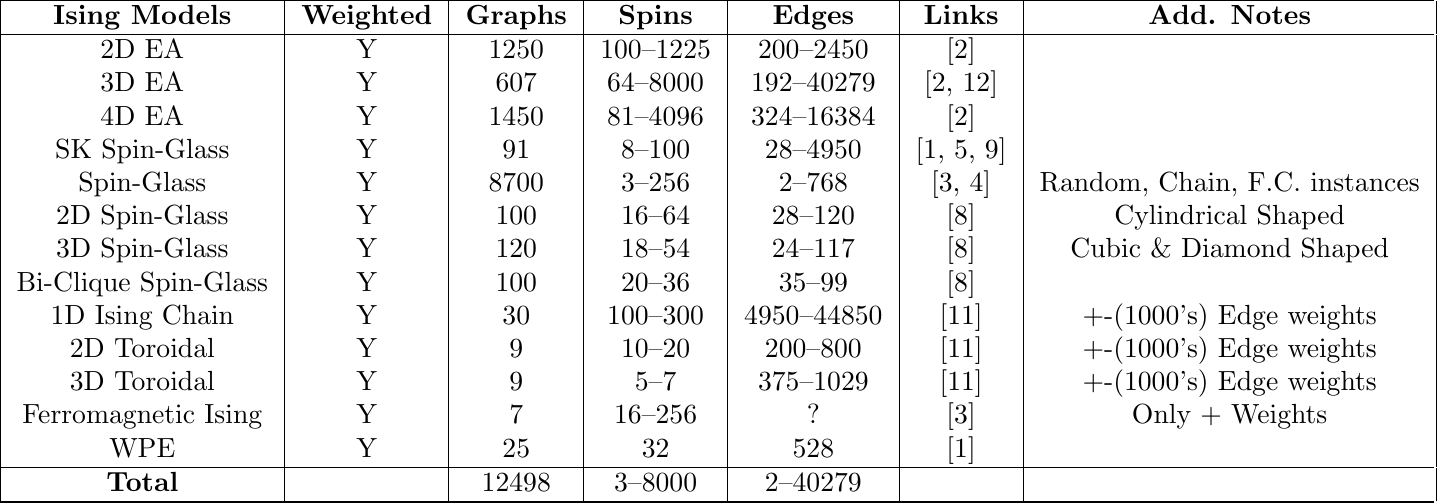 Ising Models Weighted Graphs Spins Edges Links Add. Notes
2D EA Y 1250 100–1225 200–2450 [2]
3D EA Y 607 64–8000 192–40279 [2, 12]
4D EA Y 1450 81–4096 324–16384 [2]
SK Spin-Glass Y 91 8–100 28–4950 [1, 5, 9]
Spin-Glass Y 8700 3–256 2–768 [3, 4] Random, Chain, F.C. instances
2D Spin-Glass Y 100 16–64 28–120 [8] Cylindrical Shaped
3D Spin-Glass Y 120 18–54 24–117 [8] Cubic & Diamond Shaped
Bi-Clique Spin-Glass Y 100 20–36 35–99 [8]
1D Ising Chain Y 30 100–300 4950–44850 [11] +-(1000's) Edge weights
2D Toroidal Y 9 10–20 200–800 [11] +-(1000's) Edge weights
3D Toroidal Y 9 5–7 375–1029 [11] +-(1000's) Edge weights
Ferromagnetic Ising Y 7 16–256 ? [3] Only + Weights
WPE Y 25 32 528 [1]
Total 12498 3–8000 2–40279